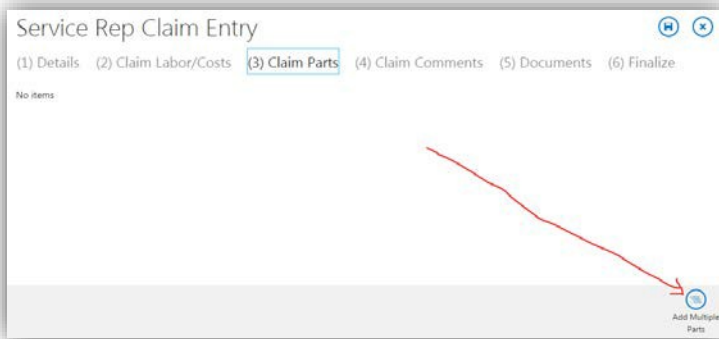 Service Rep Claim Entry
(1) Details (2) Claim Labor/Costs (3) Claim Parts (4) Claim Comments (5) Documents (6) Finalize
No items
Add Multiple
Parts